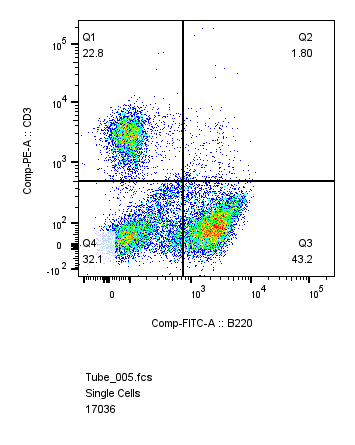 Q1
22.8
Q2
1.80
10^5
10^4
10^3
10^2
0
-10^2
Comp-PE-A :: CD3
Q4
32.1
Q3
43.2
0
10^3
10^4
10^5
Comp-FITC-A :: B220
Tube_005.fcs
Single Cells
17036